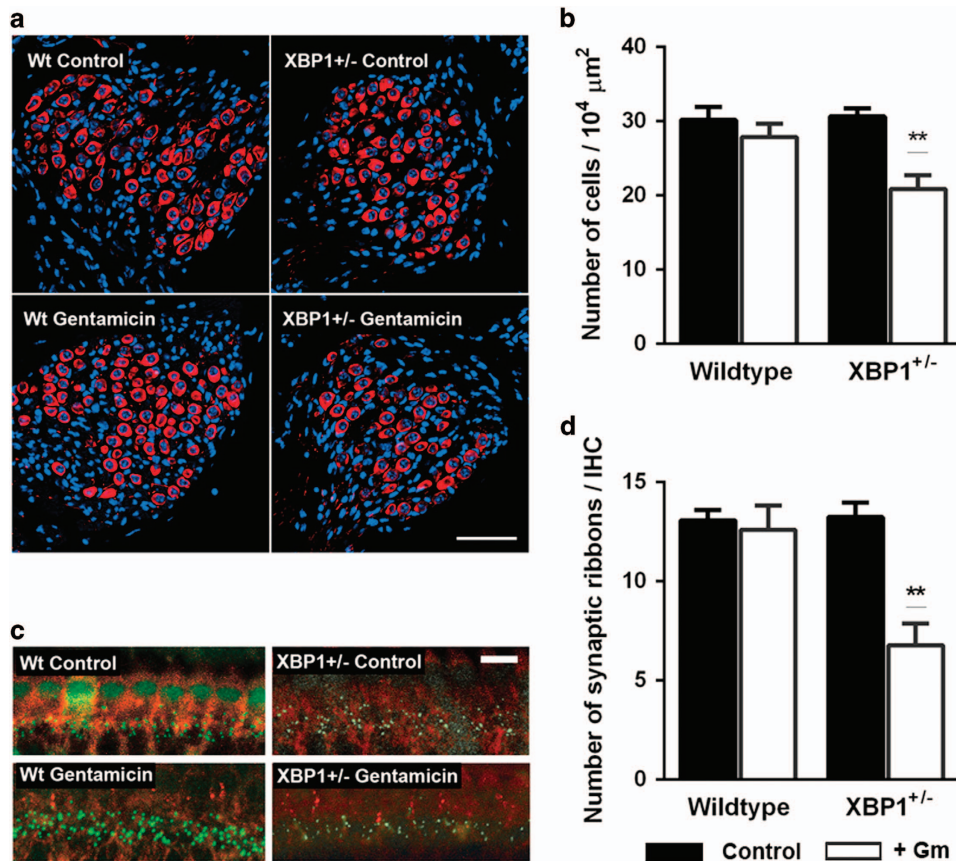 a
Wt Control
XBP1+/- Control
Wt Gentamicin
XBP1+/- Gentamicin
b
Number of cells / 10⁴ µm²
40
30
20
10
0
**
Wildtype
XBP1⁺/⁻
c
Wt Control
XBP1+/- Control
Wt Gentamicin
XBP1+/- Gentamicin
d
Number of synaptic ribbons / IHC
15
10
5
0
**
Wildtype
XBP1⁺/⁻
Control
+ Gm